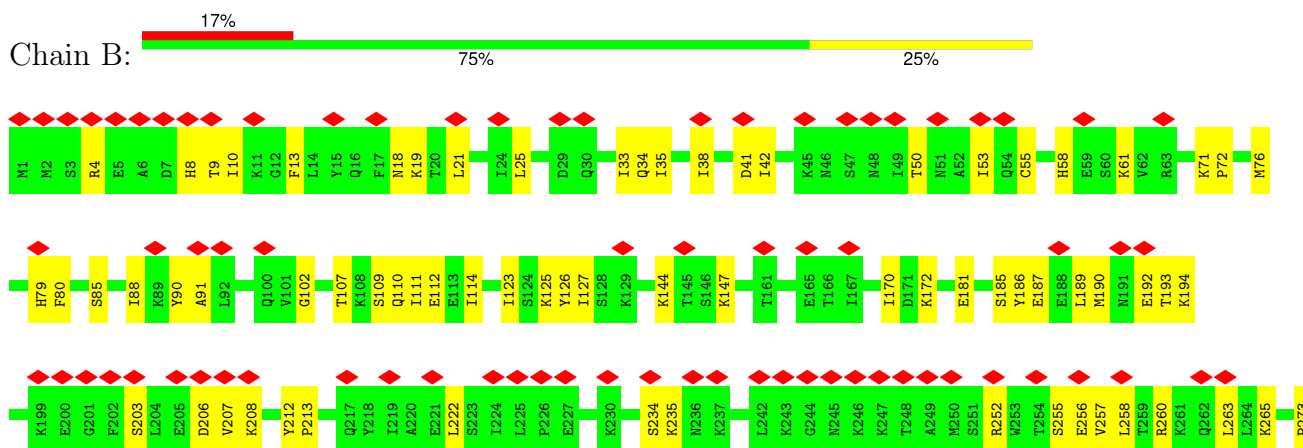 17%
Chain B:
75% 25%
M1 M2 S3 R4 E5 A6 D7 H8 T9 I10 K11 G12 F13 L14 Y15 Q16 F17 N18 K19 T20 L21 I24 L25 D29 Q30 I33 Q34 I35 I38 D41 I42 K45 N46 S47 N48 I49 T50 N51 A52 I53 Q54 C55 H58 E59 S60 K61 V62 R63 K71 P72 M76
H79 F80 S85 I88 K89 Y90 A91 L92 Q100 V101 G102 T107 K108 S109 Q110 I111 E112 E113 I114 I123 S124 K125 Y126 I127 S128 K129 K144 T145 S146 K147 T161 E165 T166 I167 I170 D171 K172 E181 S185 Y186 E187 E188 L189 M190 N191 E192 T193 K194
K199 E200 G201 F202 S203 L204 E205 D206 V207 K208 Y212 P213 Q217 Y218 I219 A220 E221 L222 S223 I224 L225 P226 E227 K230 S234 K235 N236 K237 L242 K243 G244 N245 K246 K247 T248 A249 M250 S251 R252 W253 T254 S255 E256 V257 L258 T259 R260 K261 Q262 L263 L264 K265